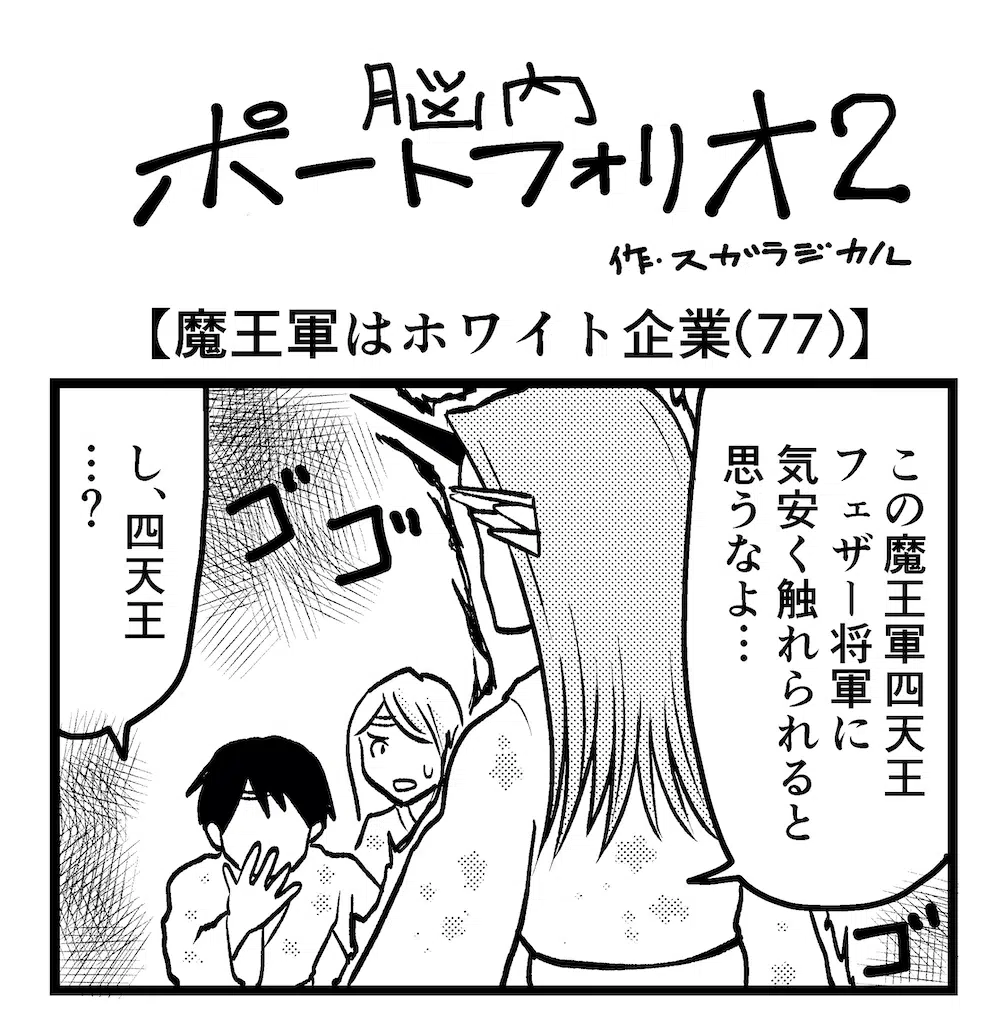 脳内
ポートフォリオ2
作・スガラジカル
【魔王軍はホワイト企業(77)】
この魔王軍四天王
フェザー将軍に
気安く触れられると
思うなよ…
ゴ
ゴ
ゴ
し、四天王
…?